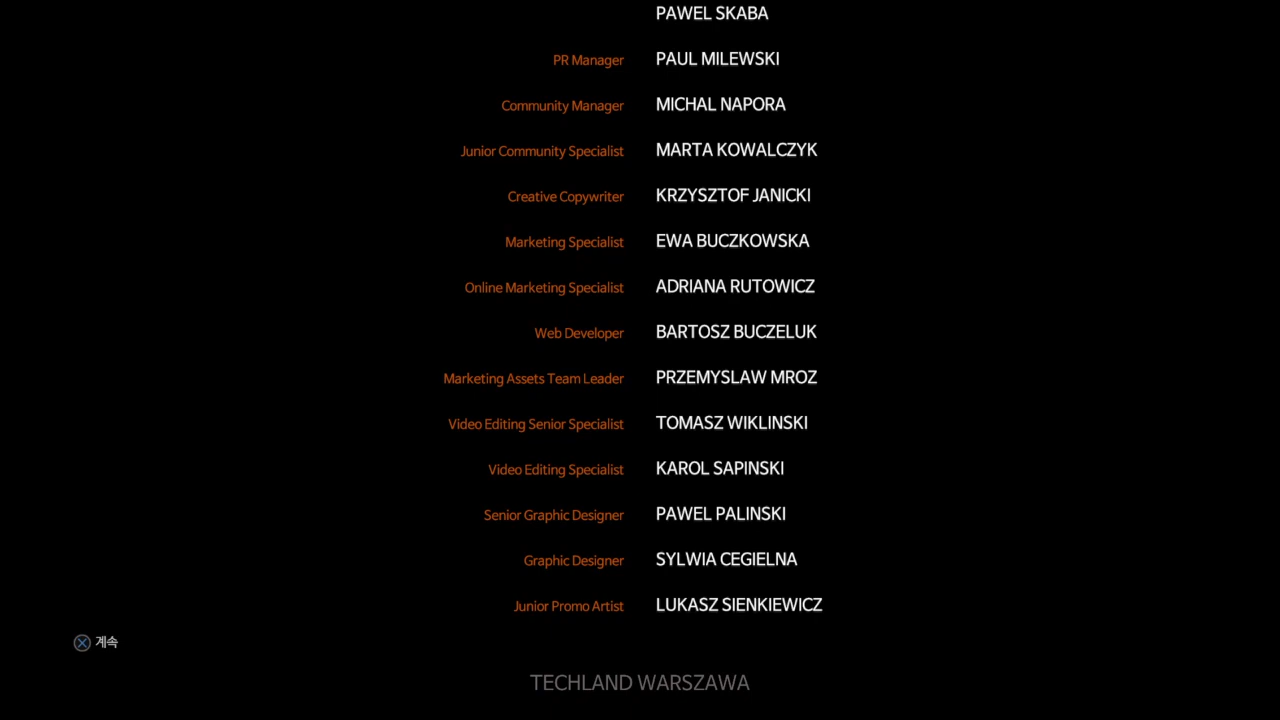 PAWEL SKABA
PR Manager PAUL MILEWSKI
Community Manager MICHAL NAPORA
Junior Community Specialist MARTA KOWALCZYK
Creative Copywriter KRZYSZTOF JANICKI
Marketing Specialist EWA BUCZKOWSKA
Online Marketing Specialist ADRIANA RUTOWICZ
Web Developer BARTOSZ BUCZELUK
Marketing Assets Team Leader PRZEMYSLAW MROZ
Video Editing Senior Specialist TOMASZ WIKLINSKI
Video Editing Specialist KAROL SAPINSKI
Senior Graphic Designer PAWEL PALINSKI
Graphic Designer SYLWIA CEGIELNA
Junior Promo Artist LUKASZ SIENKIEWICZ
계속
TECHLAND WARSZAWA